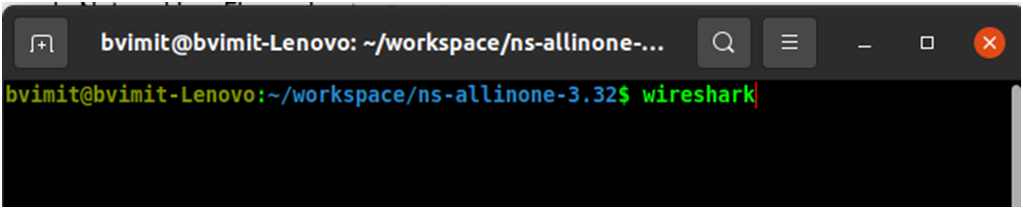 bvimit@bvimit-Lenovo: ~/workspace/ns-allinone-...
bvimit@bvimit-Lenovo:~/workspace/ns-allinone-3.32$ wireshark